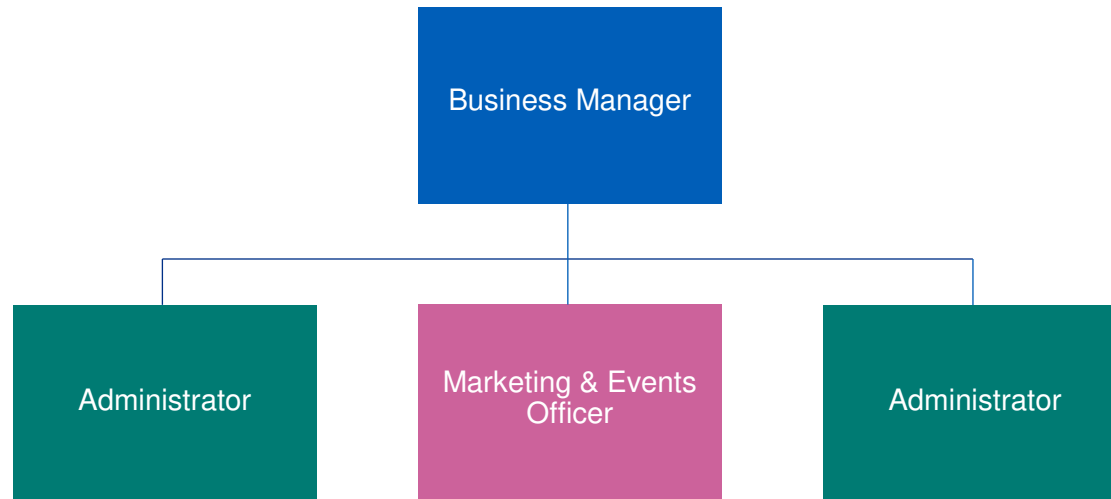 Business Manager
Administrator
Marketing & Events
Officer
Administrator